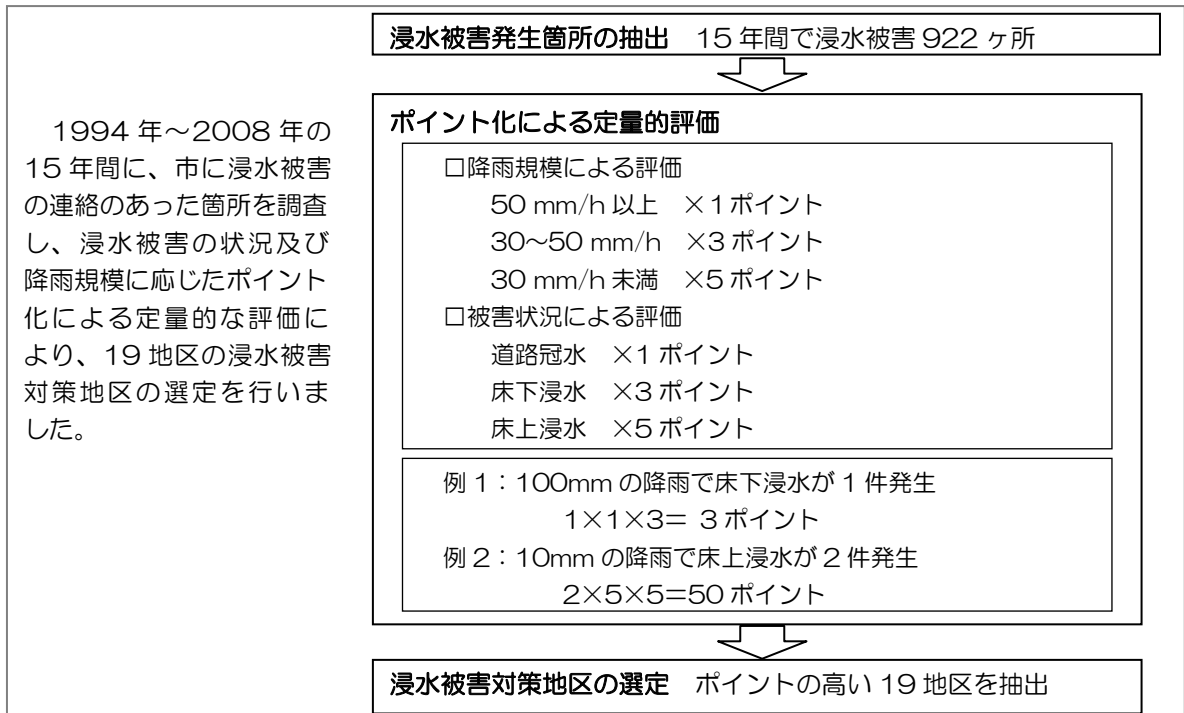 浸水被害発生箇所の抽出　15年間で浸水被害922ヶ所
1994年～2008年の
15年間に、市に浸水被害
の連絡のあった箇所を調査
し、浸水被害の状況及び
降雨規模に応じたポイント
化による定量的な評価に
より、19地区の浸水被害
対策地区の選定を行いま
した。
ポイント化による定量的評価
□降雨規模による評価
50 mm/h 以上　×1ポイント
30～50 mm/h　×3ポイント
30 mm/h 未満　×5ポイント
□被害状況による評価
道路冠水　×1ポイント
床下浸水　×3ポイント
床上浸水　×5ポイント
例1：100mmの降雨で床下浸水が1件発生
1×1×3＝ 3ポイント
例2：10mmの降雨で床上浸水が2件発生
2×5×5＝50ポイント
浸水被害対策地区の選定　ポイントの高い19地区を抽出